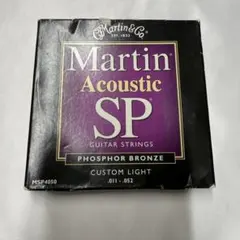 Martin & Co.
EST. 1833
Martin
Acoustic
SP
GUITAR STRINGS
PHOSPHOR BRONZE
CUSTOM LIGHT
.011-.052
MSP4050